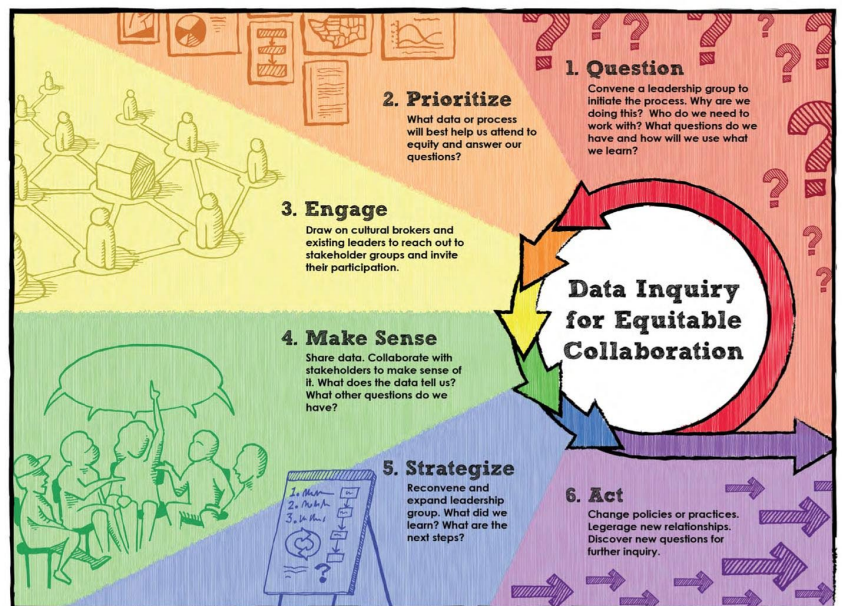 1. Question
Convene a leadership group to
initiate the process. Why are we
doing this? Who do we need to
work with? What questions do we
have and how will we use what
we learn?
2. Prioritize
What data or process
will best help us attend to
equity and answer our
questions?
3. Engage
Draw on cultural brokers and
existing leaders to reach out to
stakeholder groups and invite
their participation.
Data Inquiry
for Equitable
Collaboration
4. Make Sense
Share data. Collaborate with
stakeholders to make sense of
it. What does the data tell us?
What other questions do we
have?
5. Strategize
Reconvene and
expand leadership
group. What did we
learn? What are the
next steps?
1.
2.
3.
?
6. Act
Change policies or practices.
Legerage new relationships.
Discover new questions for
further inquiry.